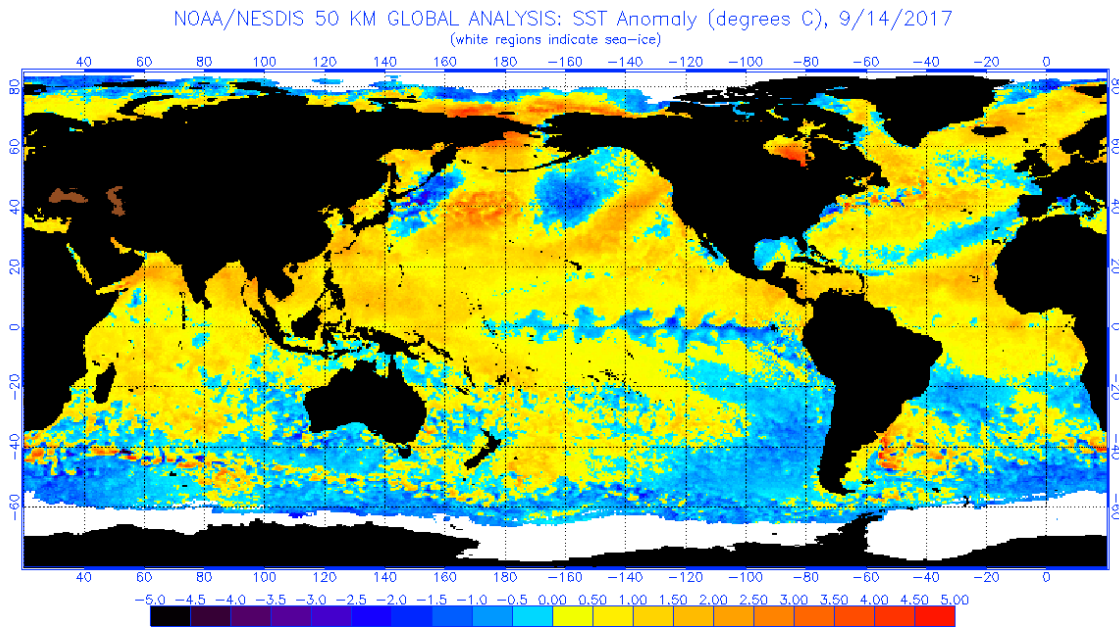 NOAA/NESDIS 50 KM GLOBAL ANALYSIS: SST Anomaly (degrees C), 9/14/2017
(white regions indicate sea-ice)
40 60 80 100 120 140 160 180 -160 -140 -120 -100 -80 -60 -40 -20 0
80 8
60 60
40 40
20 20
0 0
-20 -20
-40 -40
-60 -60
40 60 80 100 120 140 160 180 -160 -140 -120 -100 -80 -60 -40 -20 0
-5.0 -4.5 -4.0 -3.5 -3.0 -2.5 -2.0 -1.5 -1.0 -0.5 0.00 0.50 1.00 1.50 2.00 2.50 3.00 3.50 4.00 4.50 5.00